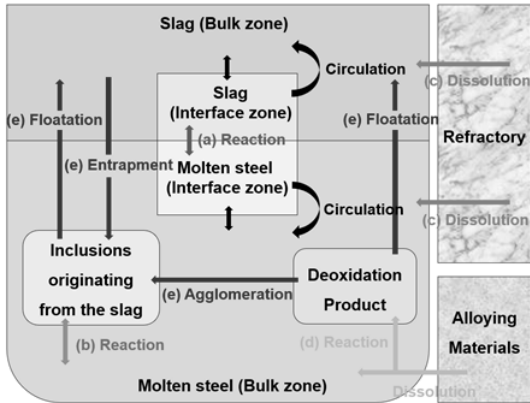 Slag (Bulk zone)
Circulation
(c) Dissolution
Slag
(Interface zone)
(e) Floatation
(e) Floatation
Refractory
(a) Reaction
(e) Entrapment
Molten steel
(Interface zone)
Circulation
(c) Dissolution
Inclusions
originating
from the slag
Deoxidation
Product
(e) Agglomeration
(b) Reaction
(d) Reaction
Alloying
Materials
Molten steel (Bulk zone)
Dissolution